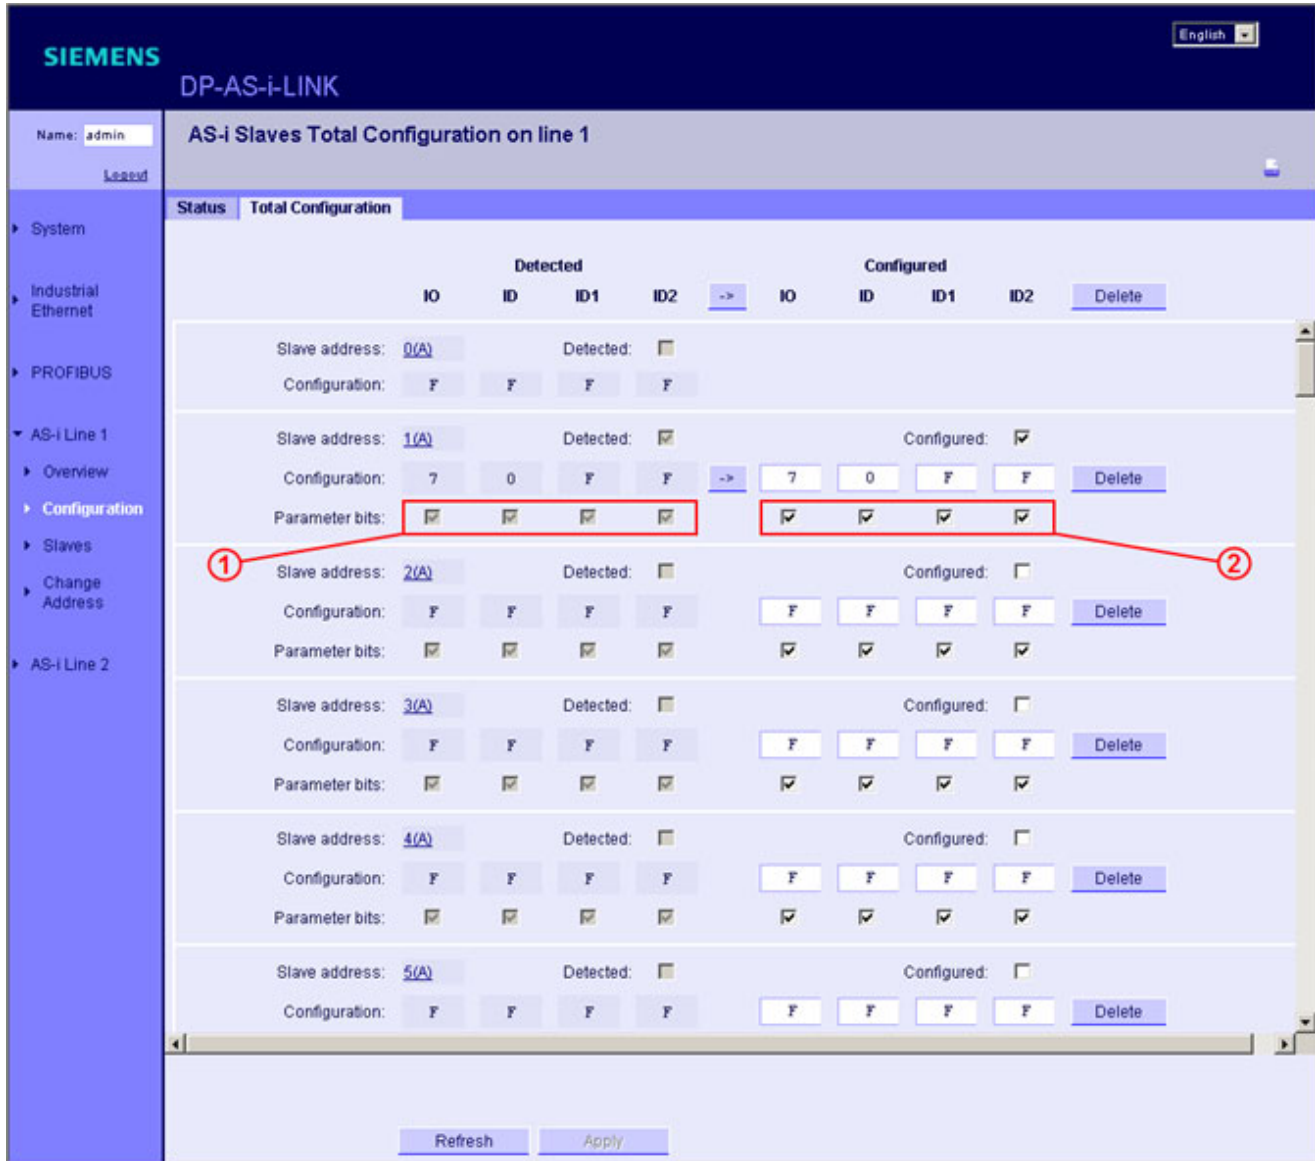 English
SIEMENS
DP-AS-i-LINK
Name: admin
Logout
AS-i Slaves Total Configuration on line 1
Status Total Configuration
System
Industrial
Ethernet
PROFIBUS
AS-i Line 1
Overview
Configuration
Slaves
Change
Address
AS-i Line 2
Detected Configured
IO ID ID1 ID2 -> IO ID ID1 ID2 Delete
Slave address: 0(A) Detected:
Configuration: F F F F
Slave address: 1(A) Detected: Configured:
Configuration: 7 0 F F -> 7 0 F F Delete
Parameter bits:
1 2
Slave address: 2(A) Detected: Configured:
Configuration: F F F F F F F F Delete
Parameter bits:
Slave address: 3(A) Detected: Configured:
Configuration: F F F F F F F F Delete
Parameter bits:
Slave address: 4(A) Detected: Configured:
Configuration: F F F F F F F F Delete
Parameter bits:
Slave address: 5(A) Detected: Configured:
Configuration: F F F F F F F F Delete
Refresh Apply